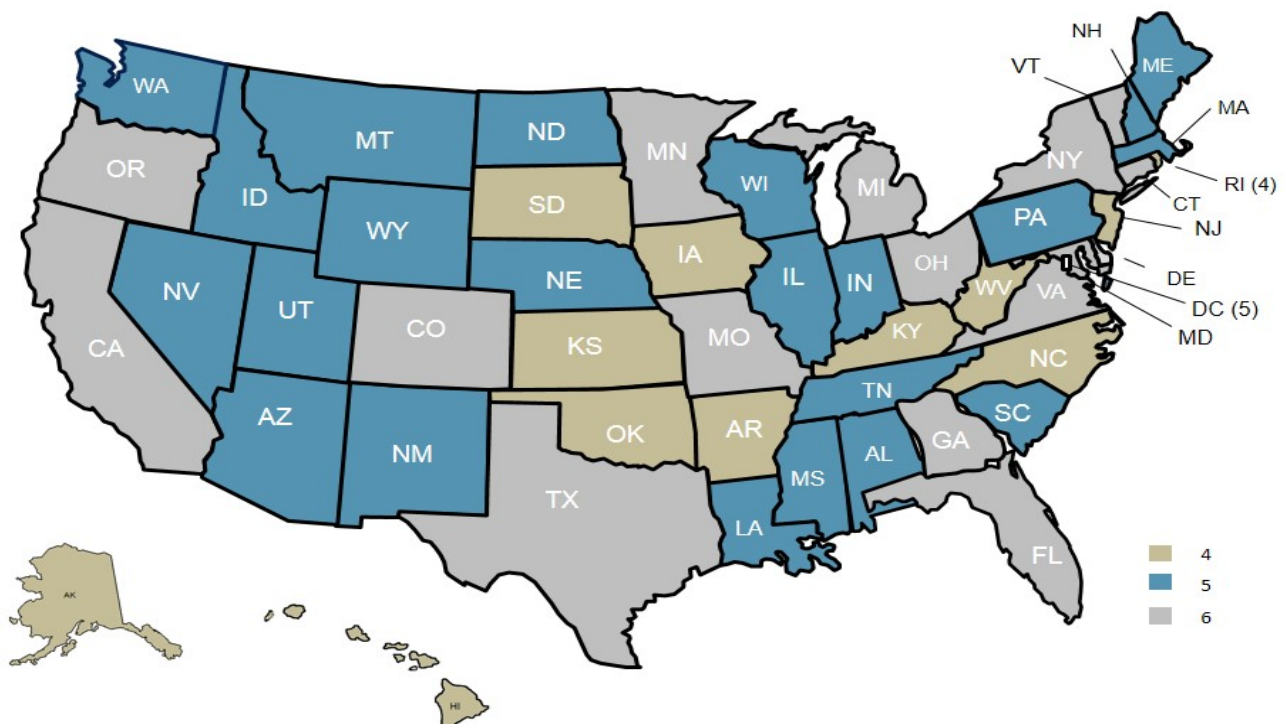 NH
VT
ME
WA
MA
MT
ND
MN
NY
OR
RI (4)
MI
WI
ID
SD
CT
PA
NJ
WY
IA
OH
NE
DE
IL
IN
WV
VA
NV
UT
DC (5)
CO
MO
KS
KY
MD
CA
NC
TN
AZ
OK
AR
SC
NM
GA
AL
MS
TX
LA
FL
4
5
6
AK
HI